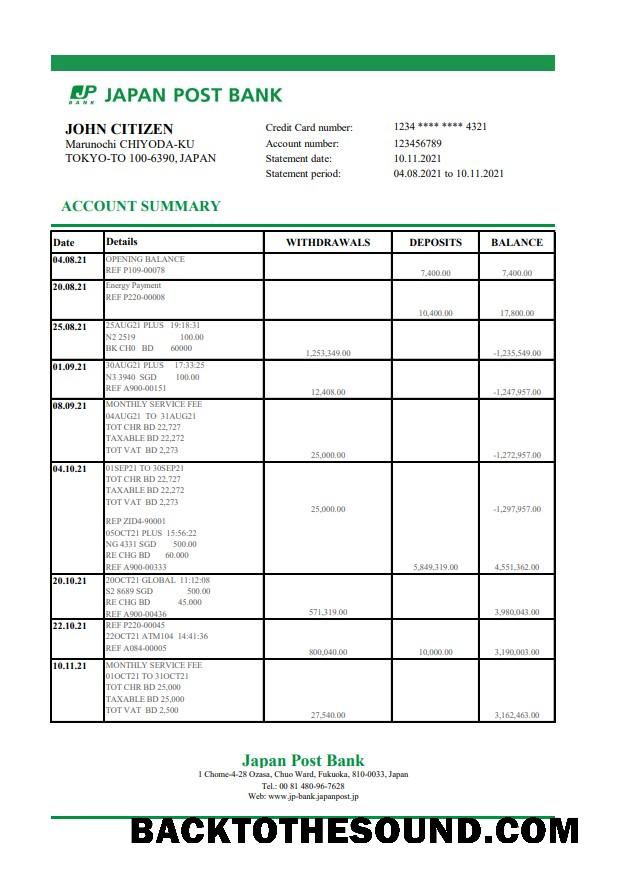 JP BANK JAPAN POST BANK
JOHN CITIZEN
Marunochi CHIYODA-KU
TOKYO-TO 100-6390, JAPAN
Credit Card number: 1234 **** **** 4321
Account number: 123456789
Statement date: 10.11.2021
Statement period: 04.08.2021 to 10.11.2021
ACCOUNT SUMMARY
Date Details WITHDRAWALS DEPOSITS BALANCE
04.08.21 OPENING BALANCE
REF P109-00078 7,400.00 7,400.00
20.08.21 Energy Payment
REF P220-00008
10,400.00 17,800.00
25.08.21 25AUG21 PLUS 19:18:31
N2 2519 100.00
BK CH0 BD 60000 1,253,349.00 -1,235,549.00
01.09.21 30AUG21 PLUS 17:33:25
N3 3940 SGD 100.00
REF A900-00151 12,408.00 -1,247,957.00
08.09.21 MONTHLY SERVICE FEE
04AUG21 TO 31AUG21
TOT CHR BD 22,727
TAXABLE BD 22,272
TOT VAT BD 2,273 25,000.00 -1,272,957.00
04.10.21 01SEP21 TO 30SEP21
TOT CHR BD 22,727
TAXABLE BD 22,272
TOT VAT BD 2,273 25,000.00 -1,297,957.00
REP ZID4-90001
05OCT21 PLUS 15:56:22
NG 4331 SGD 500.00
RE CHG BD 60.000
REF A900-00333 5,849,319.00 4,551,362.00
20.10.21 20OCT21 GLOBAL 11:12:08
S2 8689 SGD 500.00
RE CHG BD 45.000
REF A900-00436 571,319.00 3,980,043.00
22.10.21 REF P220-00045
22OCT21 ATM104 14:41:36
REF A084-00005 800,040.00 10,000.00 3,190,003.00
10.11.21 MONTHLY SERVICE FEE
01OCT21 TO 31OCT21
TOT CHR BD 25,000
TAXABLE BD 25,000
TOT VAT BD 2,500 27,540.00 3,162,463.00
Japan Post Bank
1 Chome-4-28 Ozasa, Chuo Ward, Fukuoka, 810-0033, Japan
Tel.: 00 81 480-96-7628
Web: www.jp-bank.japanpost.jp
BACKTOTHESOUND.COM